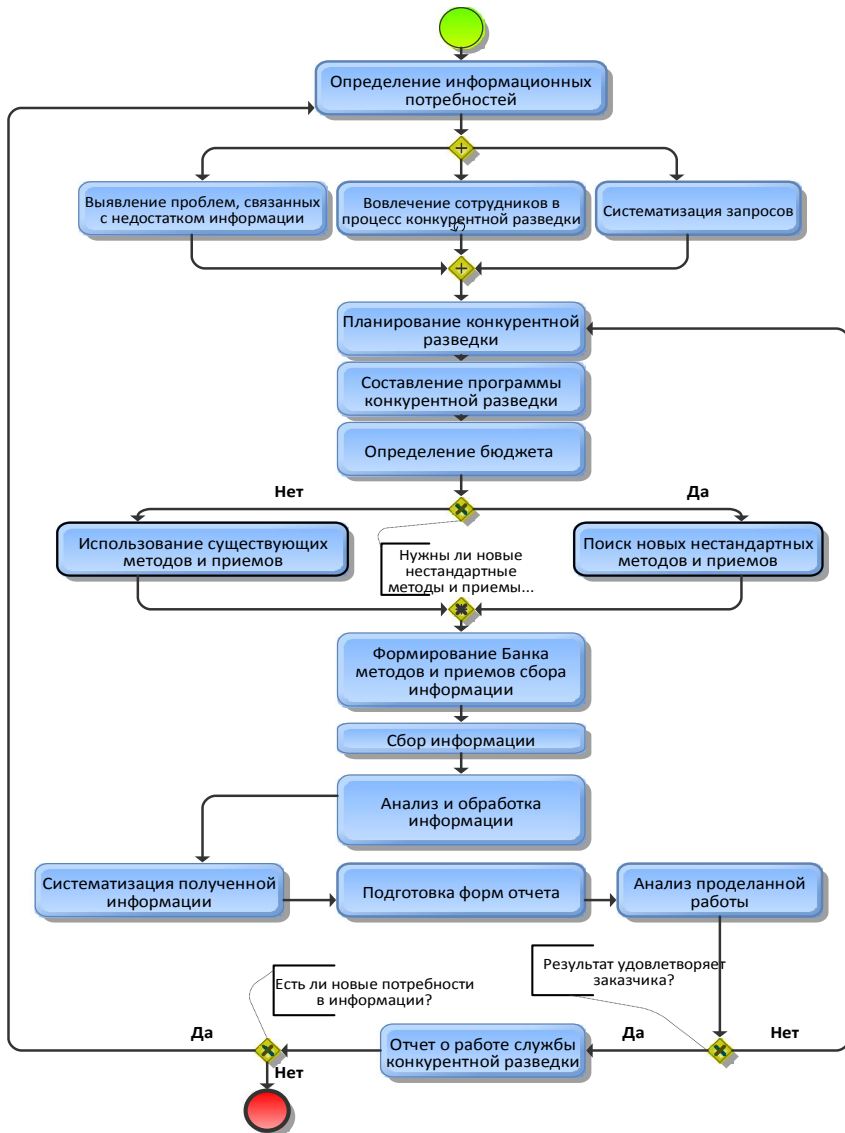 Определение информационных
потребностей
Выявление проблем, связанных
с недостатком информации
Вовлечение сотрудников в
процесс конкурентной разведки
Систематизация запросов
Планирование конкурентной
разведки
Составление программы
конкурентной разведки
Определение бюджета
Нет
Да
Использование существующих
методов и приемов
Нужны ли новые
нестандартные
методы и приемы...
Поиск новых нестандартных
методов и приемов
Формирование Банка
методов и приемов сбора
информации
Сбор информации
Анализ и обработка
информации
Систематизация полученной
информации
Подготовка форм отчета
Анализ проделанной
работы
Есть ли новые потребности
в информации?
Результат удовлетворяет
заказчика?
Да
Отчет о работе службы
конкурентной разведки
Да
Нет
Нет